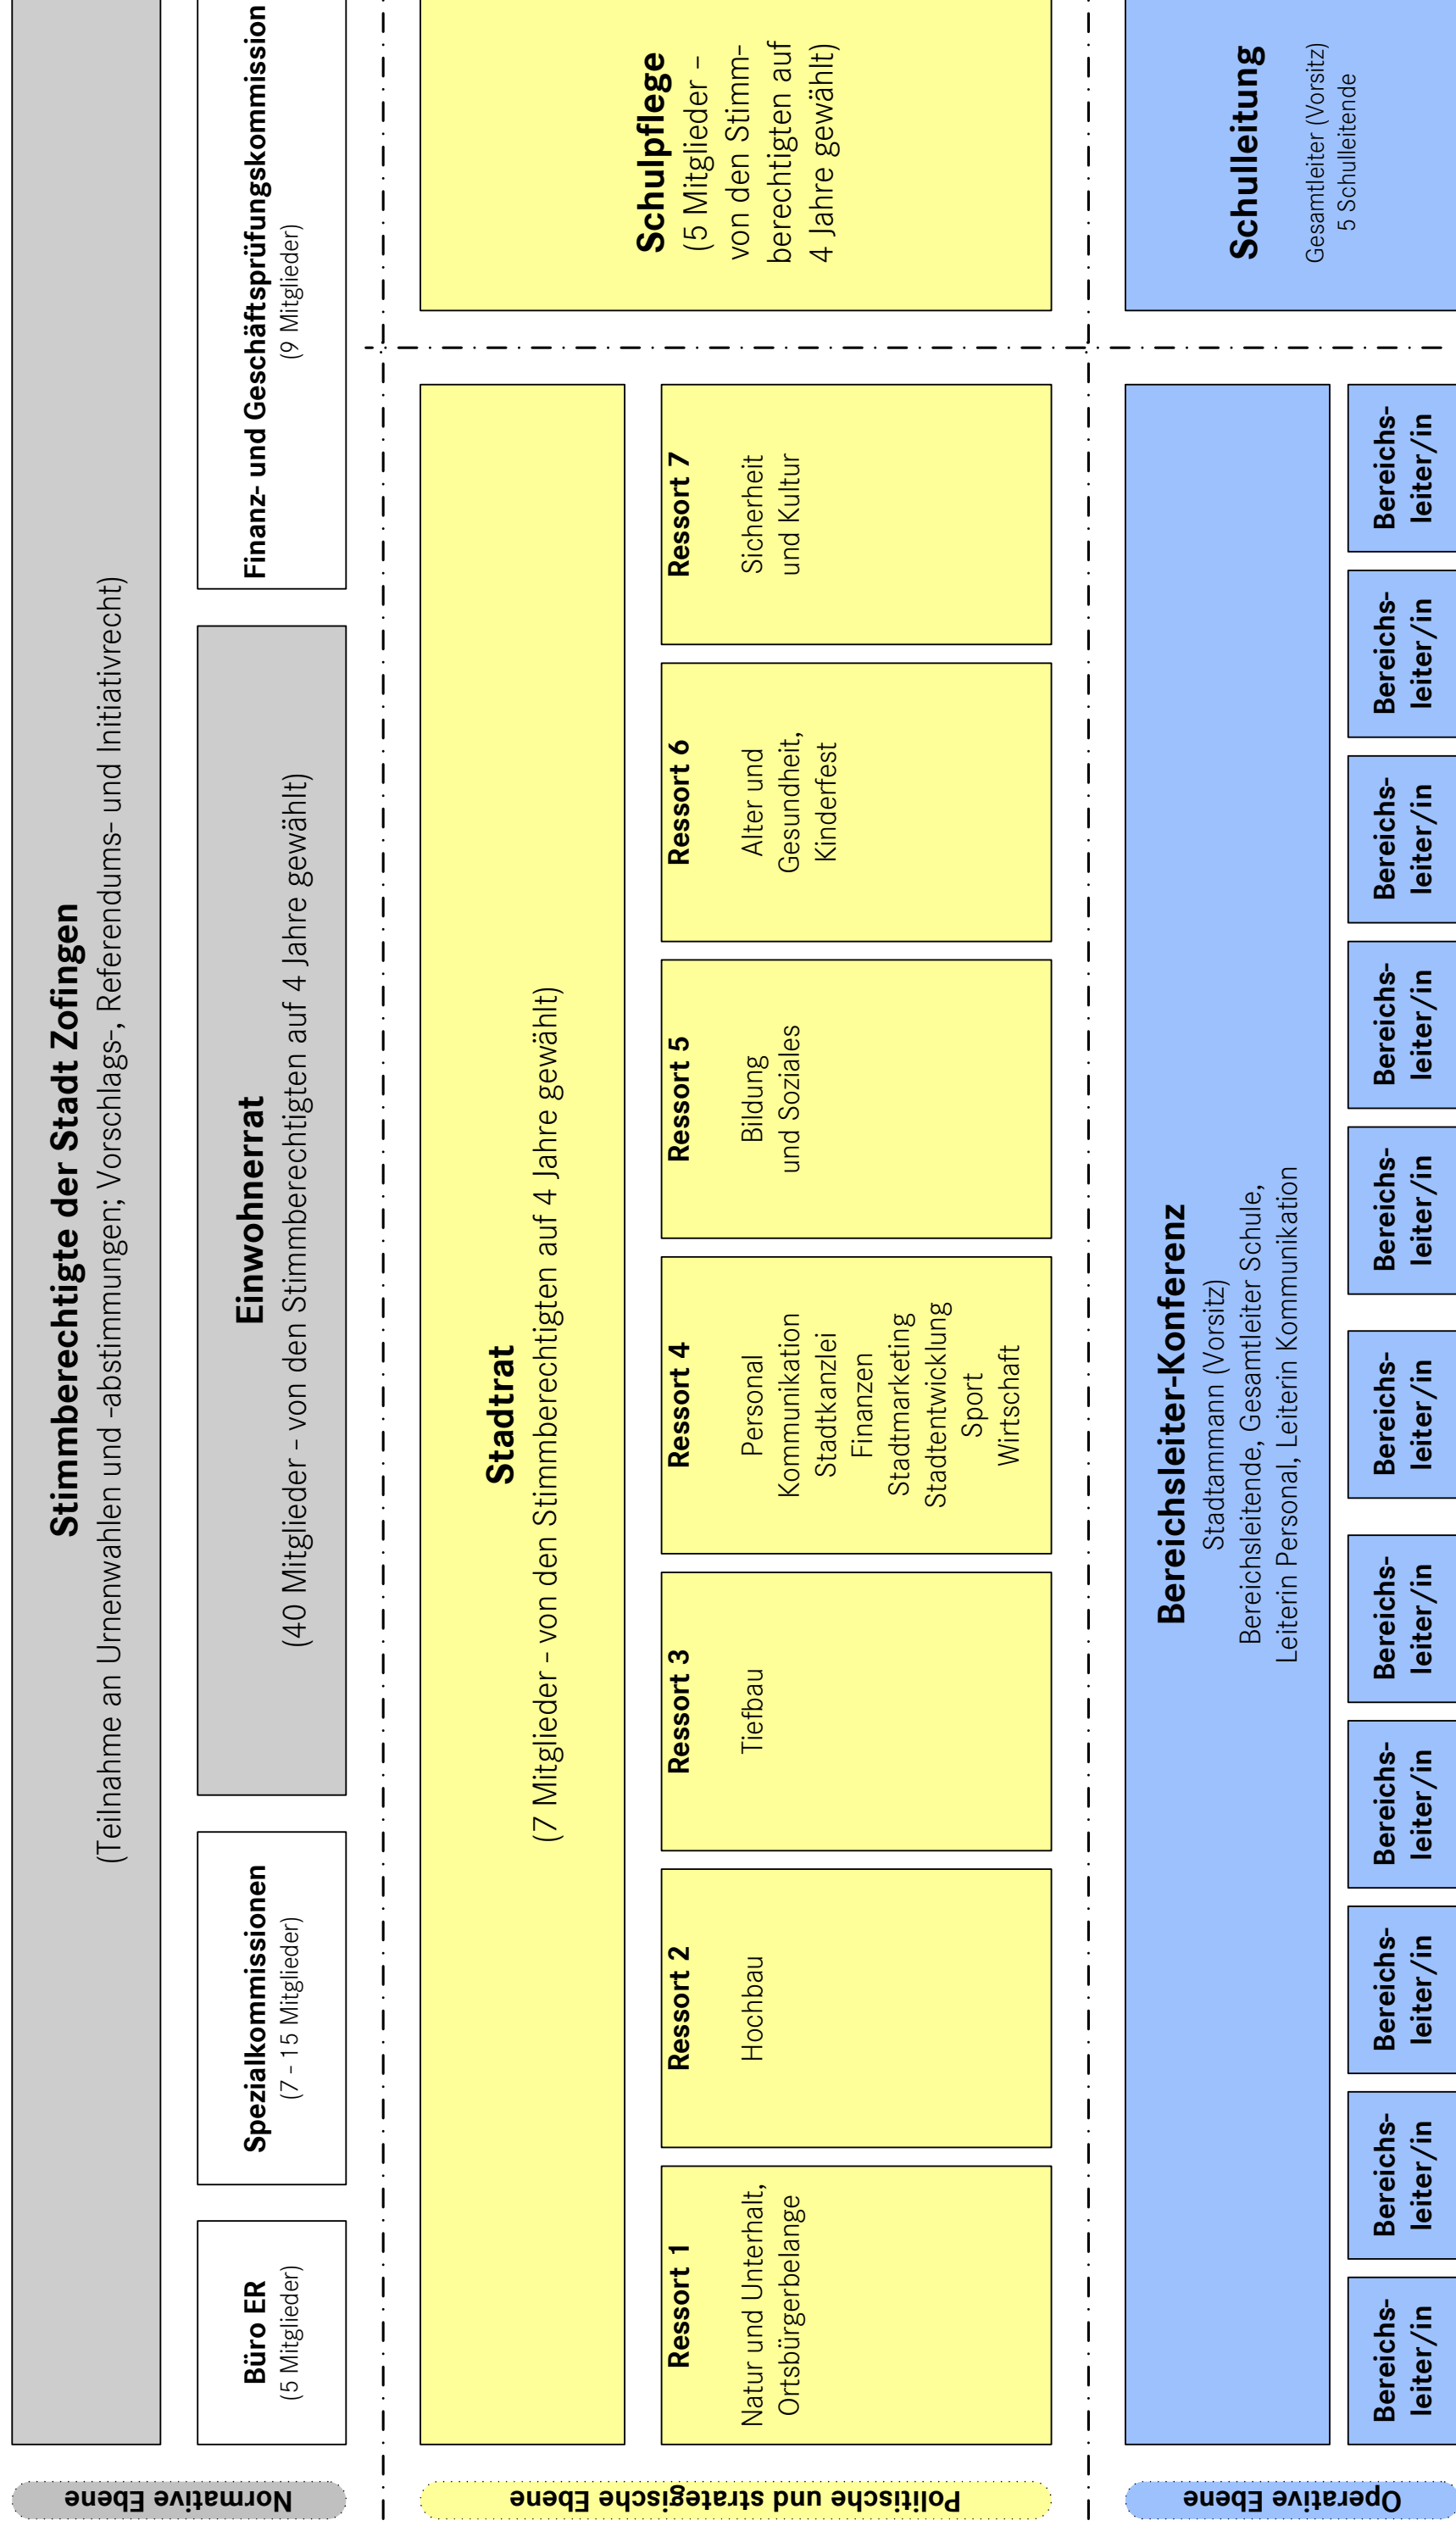 Normative Ebene
Stimmberechtigte der Stadt Zofingen
(Teilnahme an Urnenwahlen und -abstimmungen; Vorschlags-, Referendums- und Initiativrecht)
Büro ER
(5 Mitglieder)
Spezialkommissionen
(7 - 15 Mitglieder)
Einwohnerrat
(40 Mitglieder – von den Stimmberechtigten auf 4 Jahre gewählt)
Finanz- und Geschäftsprüfungskommission
(9 Mitglieder)
Politische und strategische Ebene
Stadtrat
(7 Mitglieder – von den Stimmberechtigten auf 4 Jahre gewählt)
Ressort 1
Natur und Unterhalt,
Ortsbürgerbelange
Ressort 2
Hochbau
Ressort 3
Tiefbau
Ressort 4
Personal
Kommunikation
Stadtkanzlei
Finanzen
Stadtmarketing
Stadtentwicklung
Sport
Wirtschaft
Ressort 5
Bildung
und Soziales
Ressort 6
Alter und
Gesundheit,
Kinderfest
Ressort 7
Sicherheit
und Kultur
Schulpflege
(5 Mitglieder –
von den Stimm-
berechtigten auf
4 Jahre gewählt)
Operative Ebene
Bereichsleiter-Konferenz
Stadtammann (Vorsitz)
Bereichsleitende, Gesamtleiter Schule,
Leiterin Personal, Leiterin Kommunikation
Bereichs-
leiter/in
Bereichs-
leiter/in
Bereichs-
leiter/in
Bereichs-
leiter/in
Bereichs-
leiter/in
Bereichs-
leiter/in
Bereichs-
leiter/in
Bereichs-
leiter/in
Bereichs-
leiter/in
Bereichs-
leiter/in
Bereichs-
leiter/in
Schulleitung
Gesamtleiter (Vorsitz)
5 Schulleitende